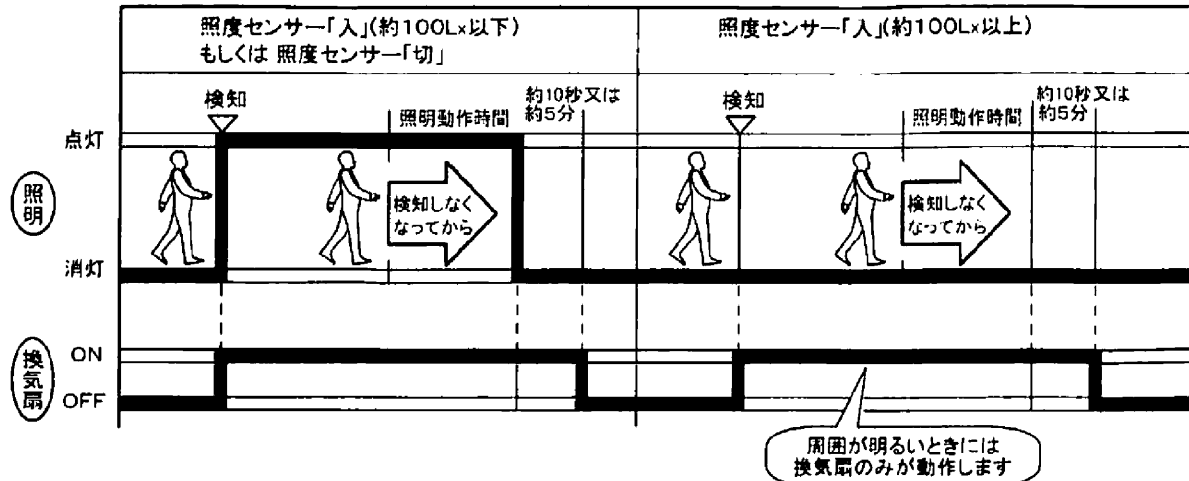 照度センサー「入」(約100Lx以下)
もしくは 照度センサー「切」
照度センサー「入」(約100Lx以上)
検知
照明動作時間
約10秒又は
約5分
検知
照明動作時間
約10秒又は
約5分
点灯
照明
検知しなく
なってから
検知しなく
なってから
消灯
換気扇
ON
OFF
周囲が明るいときには
換気扇のみが動作します